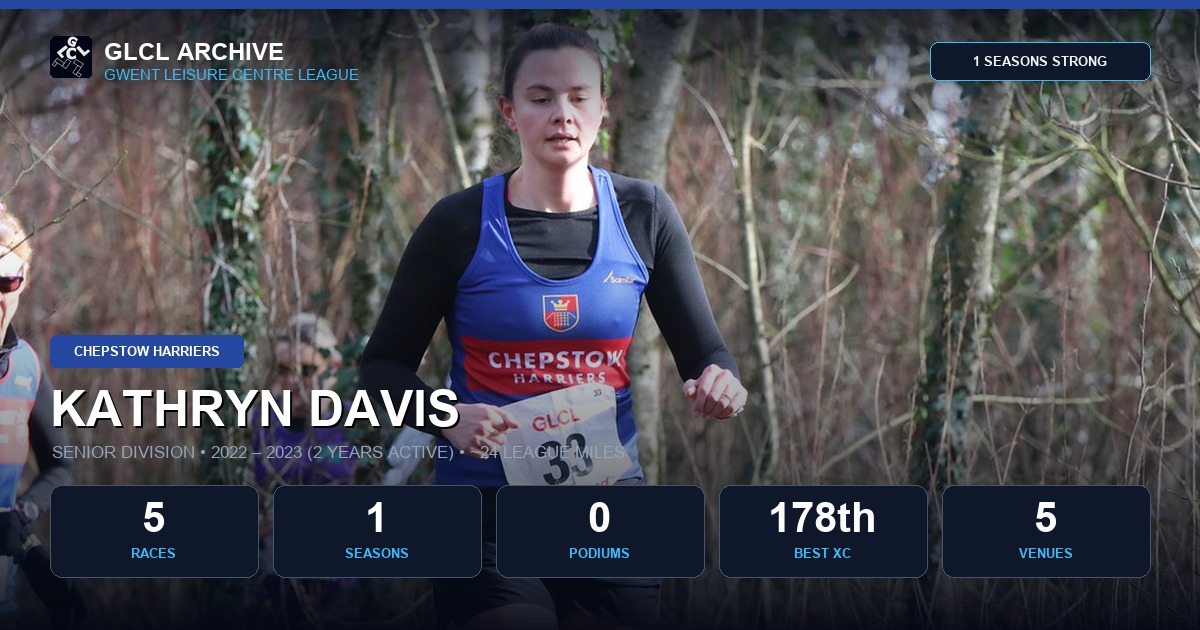 GLCL ARCHIVE
GWENT LEISURE CENTRE LEAGUE
1 SEASONS STRONG
Samurai
CHEPSTOW
HARRIERS
33
GLCL
33
CHEPSTOW HARRIERS
KATHRYN DAVIS
SENIOR DIVISION • 2022 – 2023 (2 YEARS ACTIVE) • ~24 LEAGUE MILES
5
RACES
1
SEASONS
0
PODIUMS
178th
BEST XC
5
VENUES